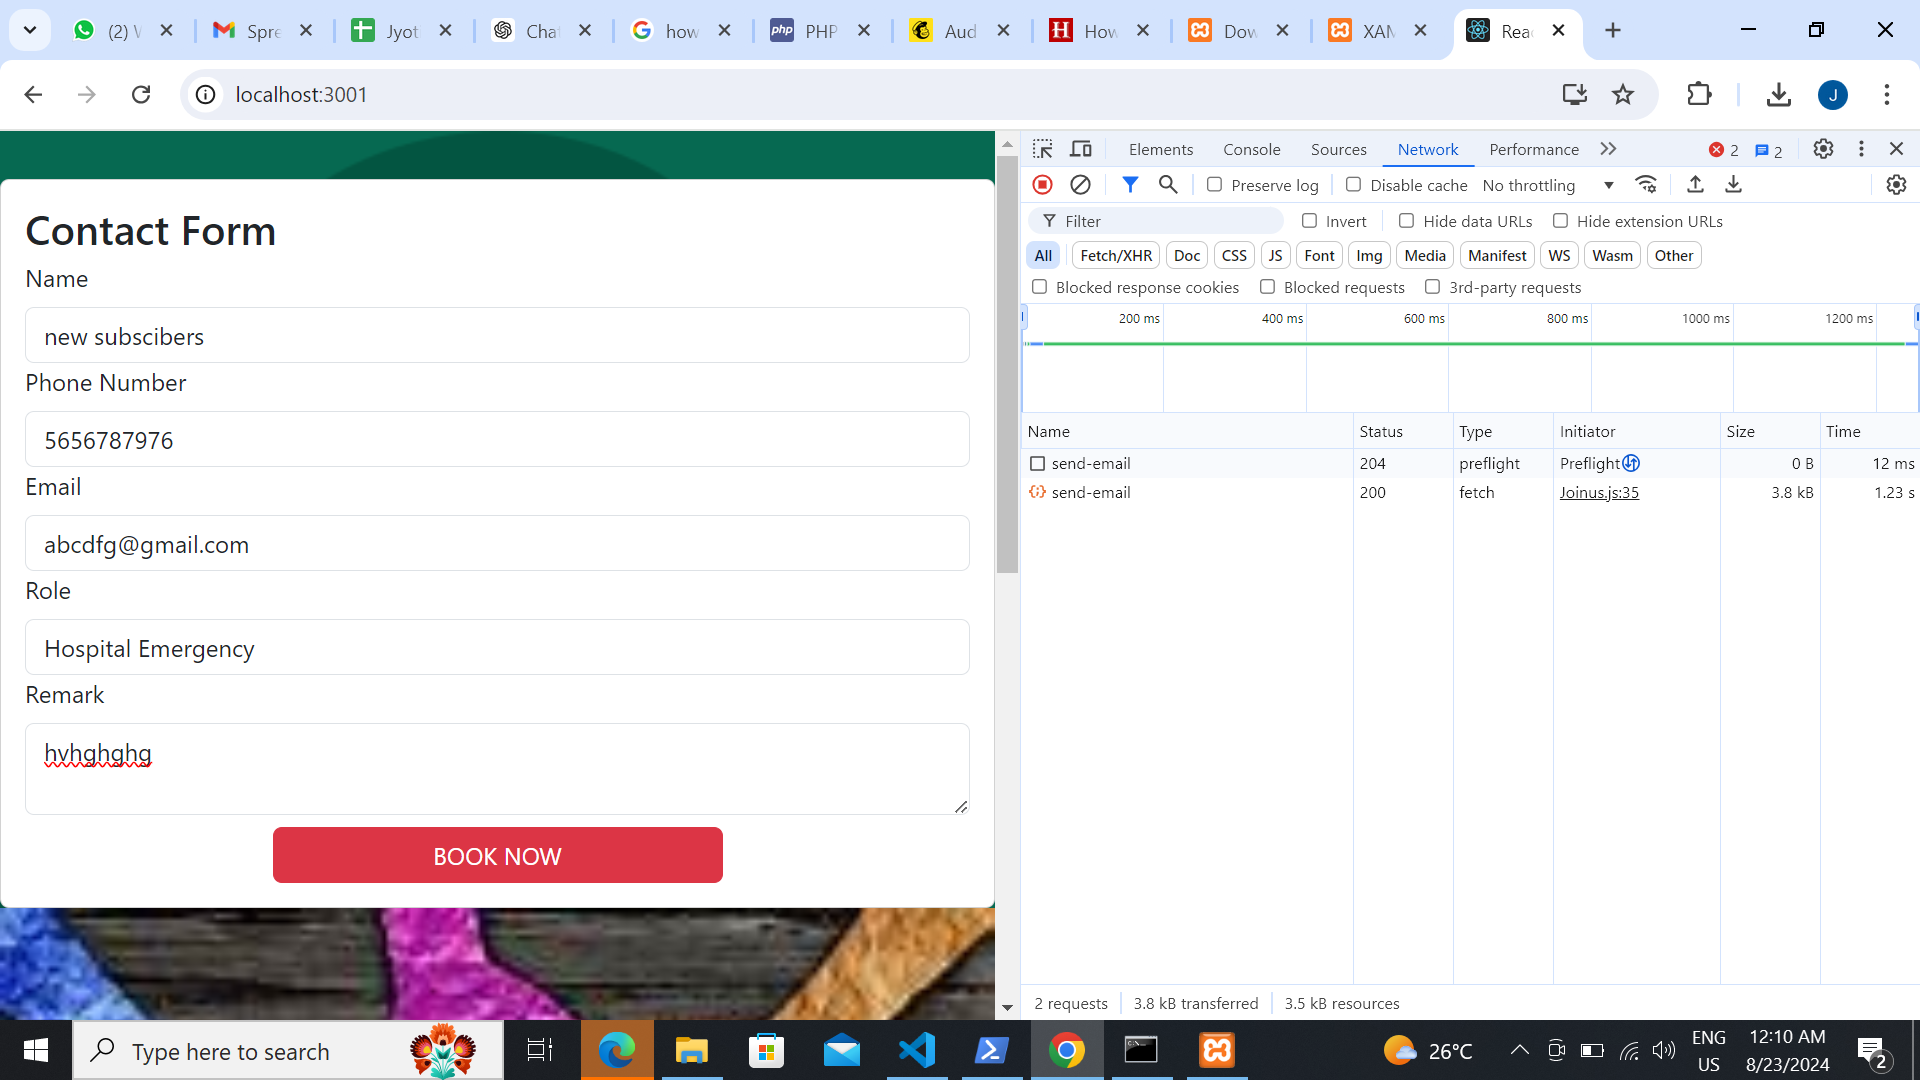 (2) V
Spre
Jyoti
Chat
how
php PHP
Aud
H How
Dow
XAM
Reac
localhost:3001
J
Contact Form
Name
new subscibers
Phone Number
5656787976
Email
abcdfg@gmail.com
Role
Hospital Emergency
Remark
hvhghghg
BOOK NOW
Elements Console Sources Network Performance 2 2
Preserve log Disable cache No throttling
Filter Invert Hide data URLs Hide extension URLs
All Fetch/XHR Doc CSS JS Font Img Media Manifest WS Wasm Other
Blocked response cookies Blocked requests 3rd-party requests
200 ms 400 ms 600 ms 800 ms 1000 ms 1200 ms
Name Status Type Initiator Size Time
send-email 204 preflight Preflight 0 B 12 ms
send-email 200 fetch Joinus.js:35 3.8 kB 1.23 s
2 requests 3.8 kB transferred 3.5 kB resources
Type here to search
26°C
ENG
US
12:10 AM
8/23/2024
2